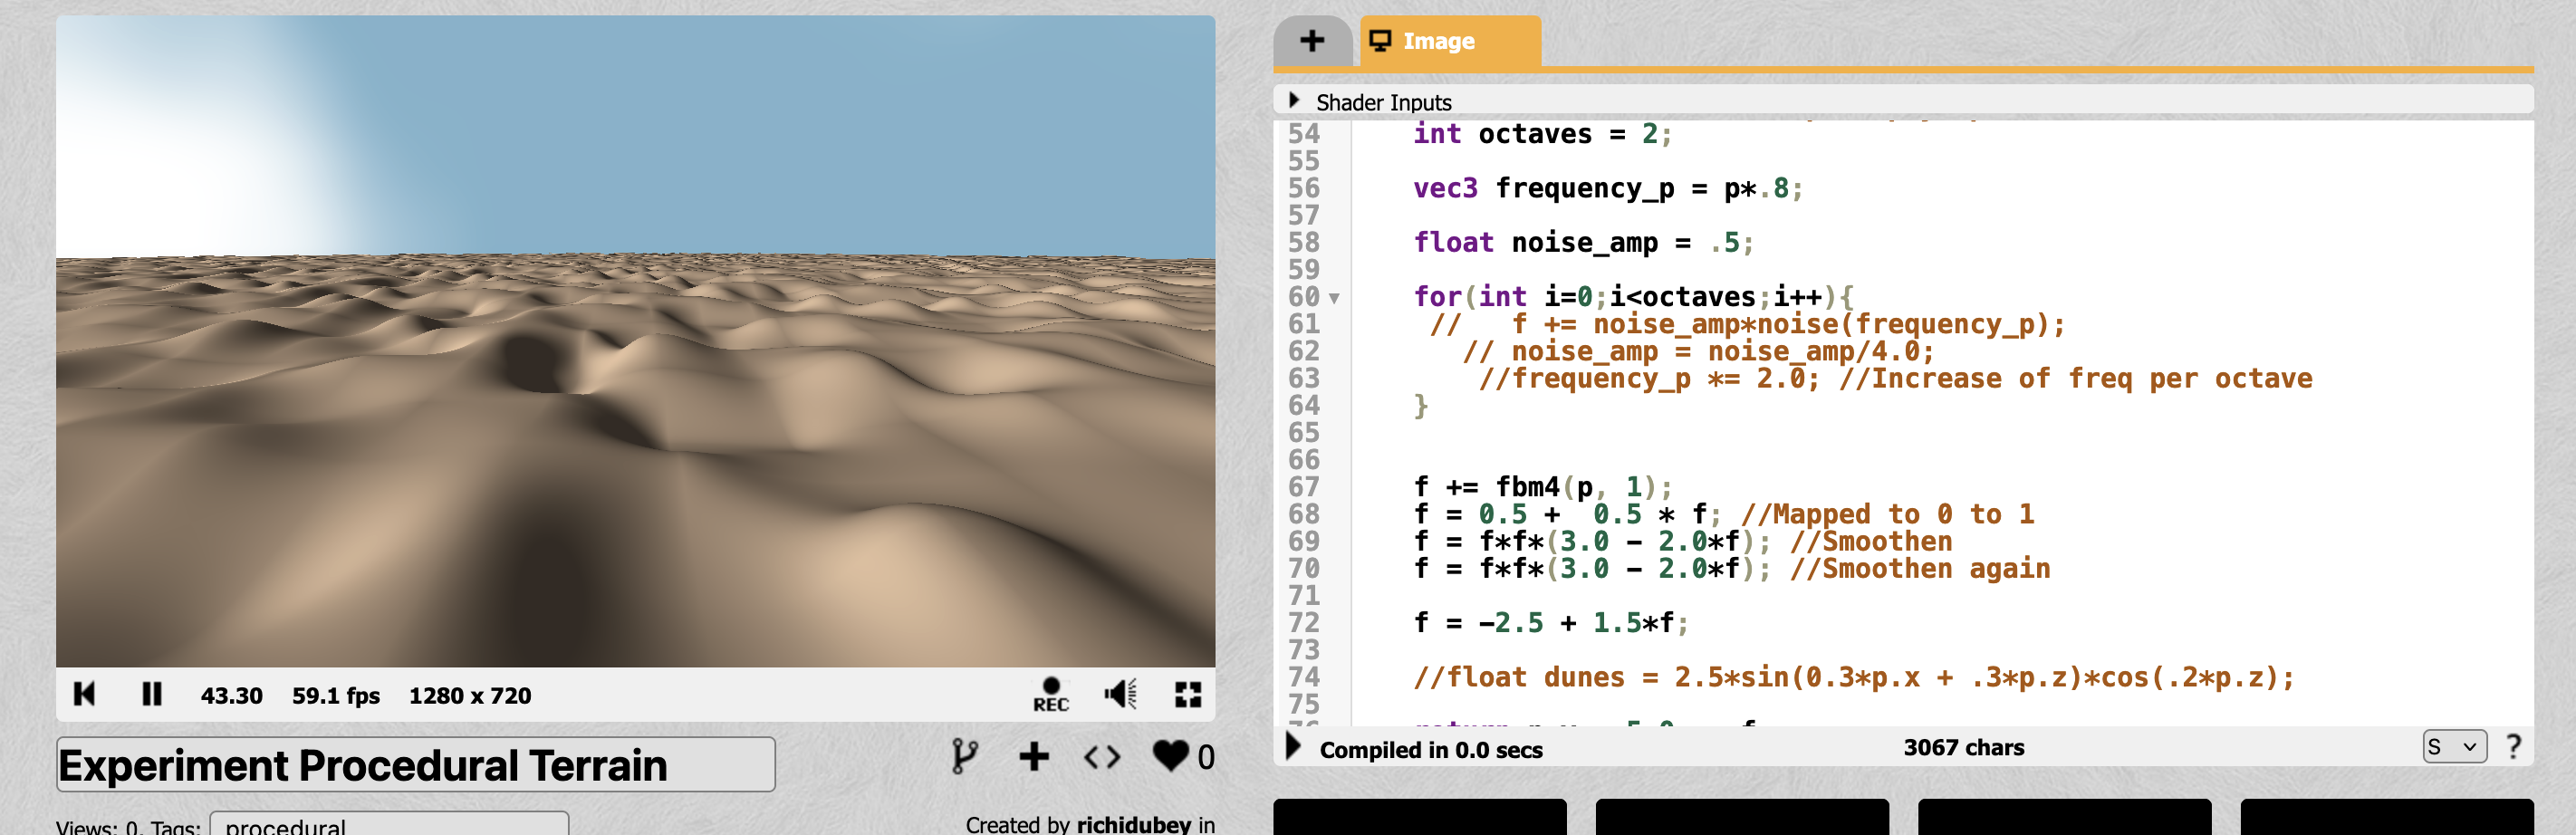 + Image
Shader Inputs
54 int octaves = 2;
55
56 vec3 frequency_p = p*.8;
57
58 float noise_amp = .5;
59
60 for(int i=0;i<octaves;i++){
61 //   f += noise_amp*noise(frequency_p);
62 // noise_amp = noise_amp/4.0;
63 //frequency_p *= 2.0; //Increase of freq per octave
64 }
65
66
67 f += fbm4(p, 1);
68 f = 0.5 +  0.5 * f; //Mapped to 0 to 1
69 f = f*f*(3.0 - 2.0*f); //Smoothen
70 f = f*f*(3.0 - 2.0*f); //Smoothen again
71
72 f = -2.5 + 1.5*f;
73
74 //float dunes = 2.5*sin(0.3*p.x + .3*p.z)*cos(.2*p.z);
75
43.30 59.1 fps 1280 x 720 REC
Compiled in 0.0 secs 3067 chars S ?
Experiment Procedural Terrain
0
Views: 0, Tags: procedural
Created by richidubey in